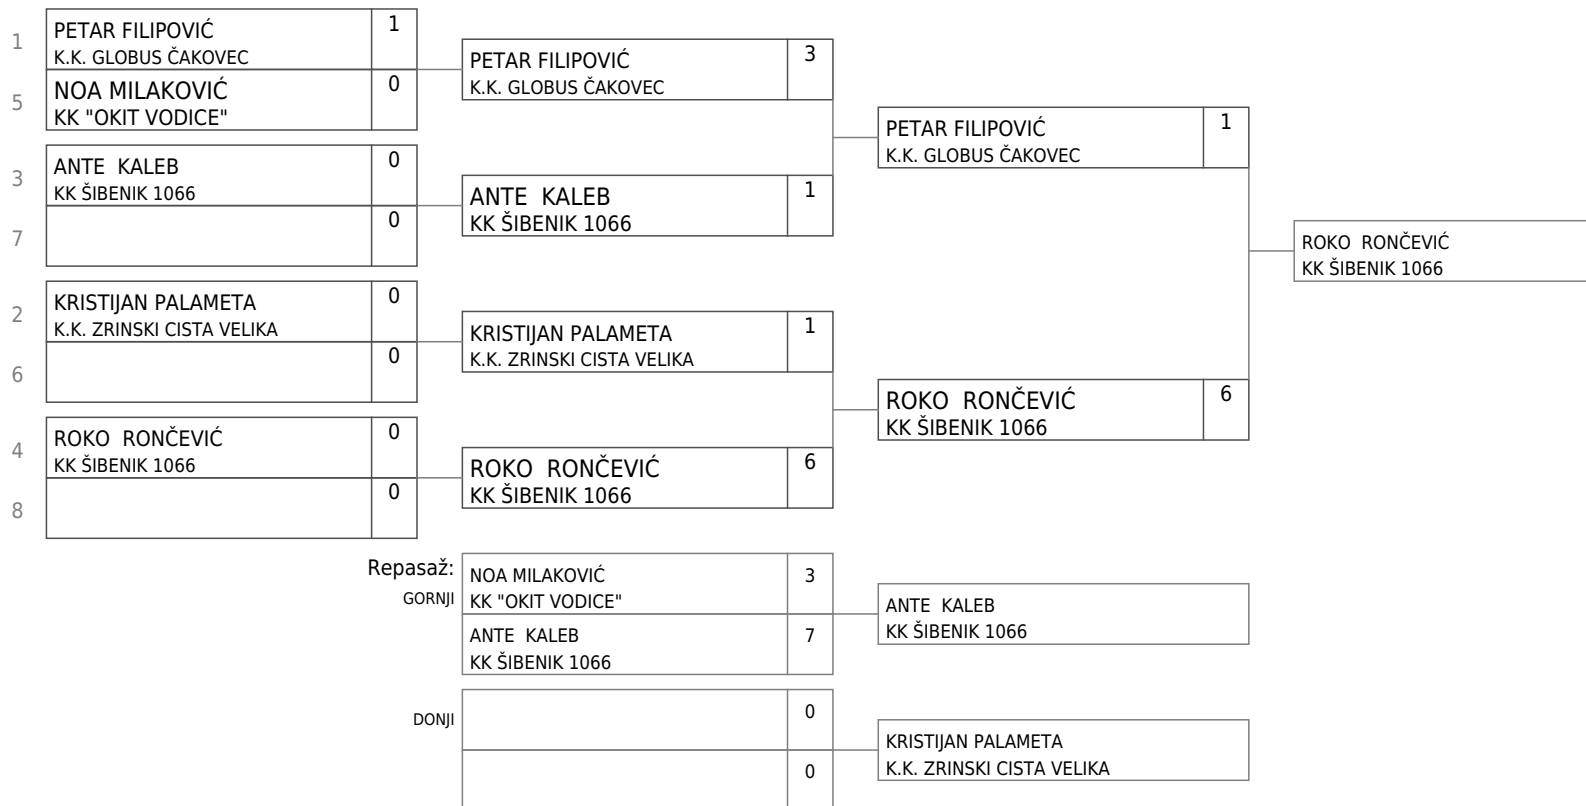 1
PETAR FILIPOVIĆ
K.K. GLOBUS ČAKOVEC
1
5
NOA MILAKOVIĆ
KK "OKIT VODICE"
0
3
ANTE  KALEB
KK ŠIBENIK 1066
0
7
0
2
KRISTIJAN PALAMETA
K.K. ZRINSKI CISTA VELIKA
0
6
0
4
ROKO  RONČEVIĆ
KK ŠIBENIK 1066
0
8
0
PETAR FILIPOVIĆ
K.K. GLOBUS ČAKOVEC
3
ANTE  KALEB
KK ŠIBENIK 1066
1
KRISTIJAN PALAMETA
K.K. ZRINSKI CISTA VELIKA
1
ROKO  RONČEVIĆ
KK ŠIBENIK 1066
6
PETAR FILIPOVIĆ
K.K. GLOBUS ČAKOVEC
1
ROKO  RONČEVIĆ
KK ŠIBENIK 1066
6
ROKO  RONČEVIĆ
KK ŠIBENIK 1066
Repasaž:
GORNJI
NOA MILAKOVIĆ
KK "OKIT VODICE"
3
ANTE  KALEB
KK ŠIBENIK 1066
7
ANTE  KALEB
KK ŠIBENIK 1066
DONJI
0
0
KRISTIJAN PALAMETA
K.K. ZRINSKI CISTA VELIKA